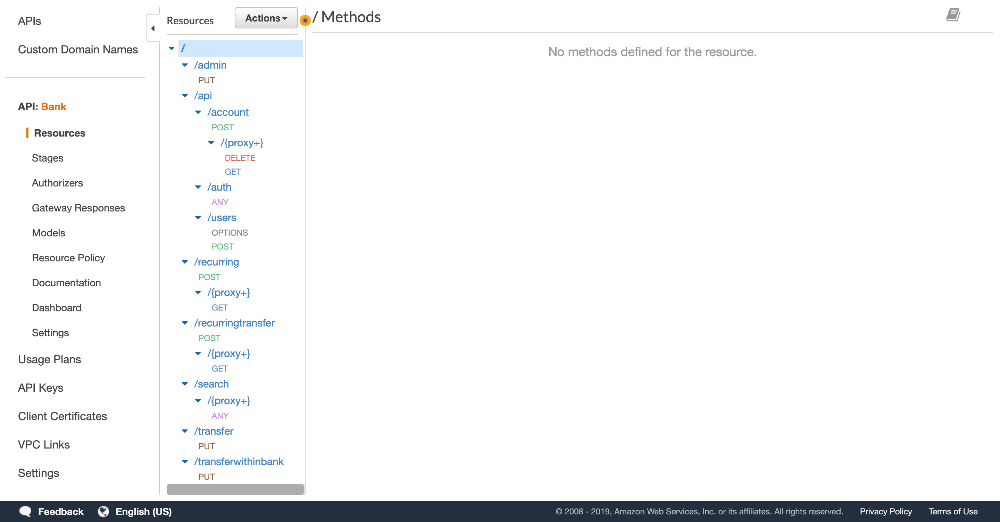 APIs
Custom Domain Names
API: Bank
Resources
Stages
Authorizers
Gateway Responses
Models
Resource Policy
Documentation
Dashboard
Settings
Usage Plans
API Keys
Client Certificates
VPC Links
Settings
Resources
Actions
/
/admin
PUT
/api
/account
POST
/{proxy+}
DELETE
GET
/auth
ANY
/users
OPTIONS
POST
/recurring
POST
/{proxy+}
GET
/recurringtransfer
POST
/{proxy+}
GET
/search
/{proxy+}
ANY
/transfer
PUT
/transferwithinbank
PUT
/ Methods
No methods defined for the resource.
Feedback
English (US)
© 2008 - 2019, Amazon Web Services, Inc. or its affiliates. All rights reserved.
Privacy Policy
Terms of Use